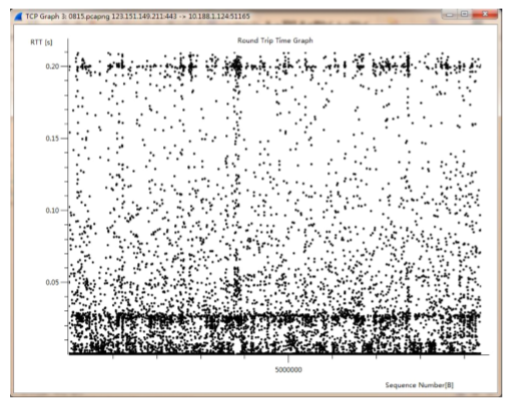 TCP Graph 3: 0815.pcapng 123.151.149.211:443 -> 10.188.1.124:51165
Round Trip Time Graph
RTT [s]
0.20
0.15
0.10
0.05
5000000
Sequence Number[B]